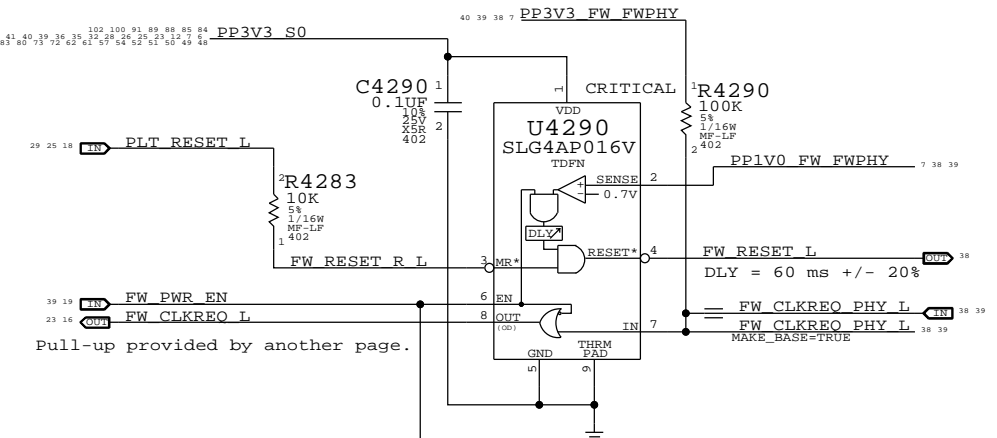 40 39 38 7 PP3V3_FW_FWPHY
102 100 91 89 88 85 84
41 40 39 36 35 32 28 26 25 23 12 7 6 PP3V3_S0
83 80 73 72 62 61 57 54 52 51 50 49 48
C4290 1
0.1UF
10%
25V
X5R
402
2
1
VDD
CRITICAL
U4290
SLG4AP016V
TDFN
1
R4290
100K
5%
1/16W
MF-LF
402
2
29 25 18 IN PLT_RESET_L
2
R4283
10K
5%
1/16W
MF-LF
402
1
SENSE 2
PP1V0_FW_FWPHY 7 38 39
+
- 0.7V
DLY
RESET* 4 FW_RESET_L OUT 38
DLY = 60 ms +/- 20%
FW_RESET_R_L 3 MR*
39 19 IN FW_PWR_EN 6 EN
23 16 OUT FW_CLKREQ_L 8 OUT
(OD)
IN 7
FW_CLKREQ_PHY_L IN 38 39
FW_CLKREQ_PHY_L 38 39
MAKE_BASE=TRUE
Pull-up provided by another page.
GND
THRM
PAD
5
9